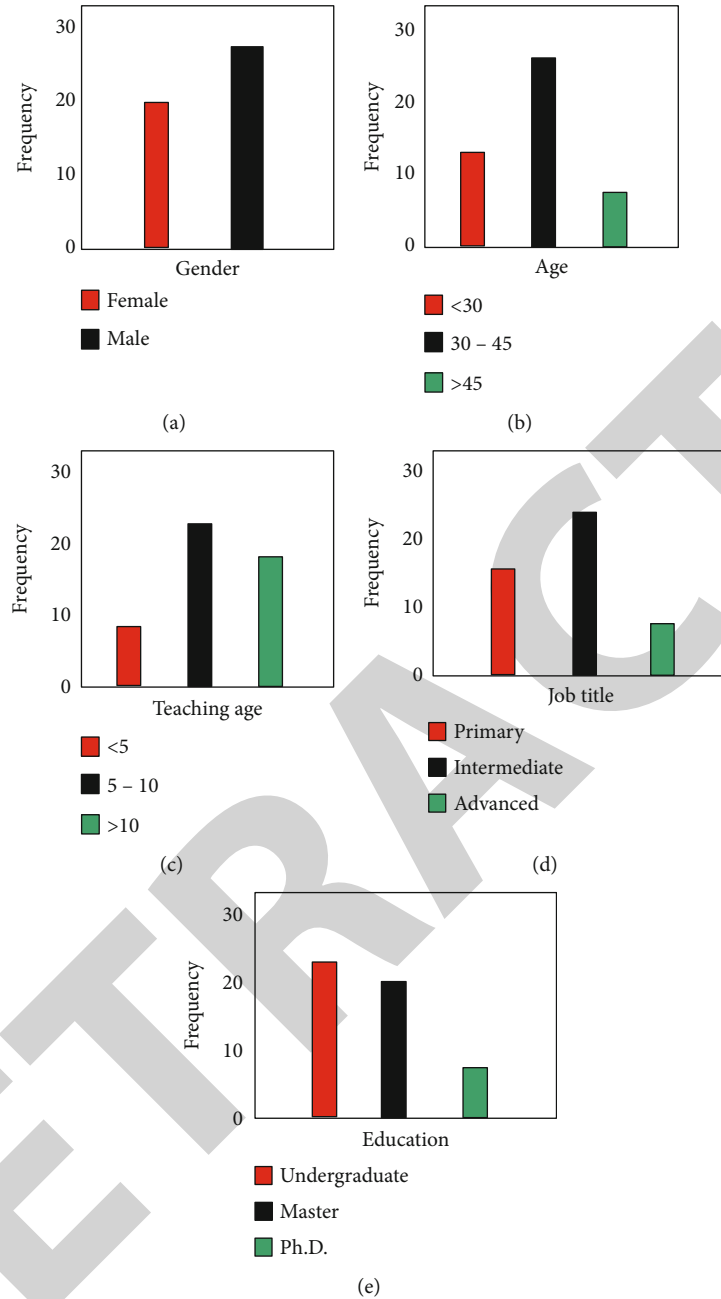 30
20
10
0
Frequency
Gender
Female
Male
(a)
30
20
10
0
Frequency
Age
<30
30 – 45
>45
(b)
30
20
10
0
Frequency
Teaching age
<5
5 – 10
>10
(c)
30
20
10
0
Frequency
Job title
Primary
Intermediate
Advanced
(d)
30
20
10
0
Frequency
Education
Undergraduate
Master
Ph.D.
(e)
ETRACT